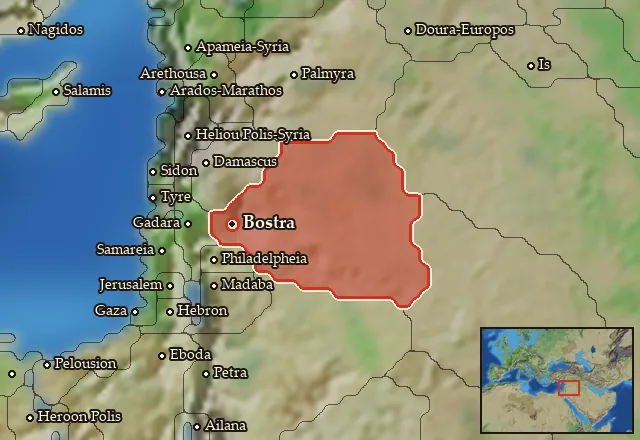 Nagidos
Doura-Europos
Apameia-Syria
Is
Arethousa
Palmyra
Salamis
Arados-Marathos
Heliou Polis-Syria
Damascus
Sidon
Tyre
Gadara
Bostra
Samareia
Philadelpheia
Jerusalem
Madaba
Gaza
Hebron
Eboda
Pelousion
Petra
Heroon Polis
Ailana